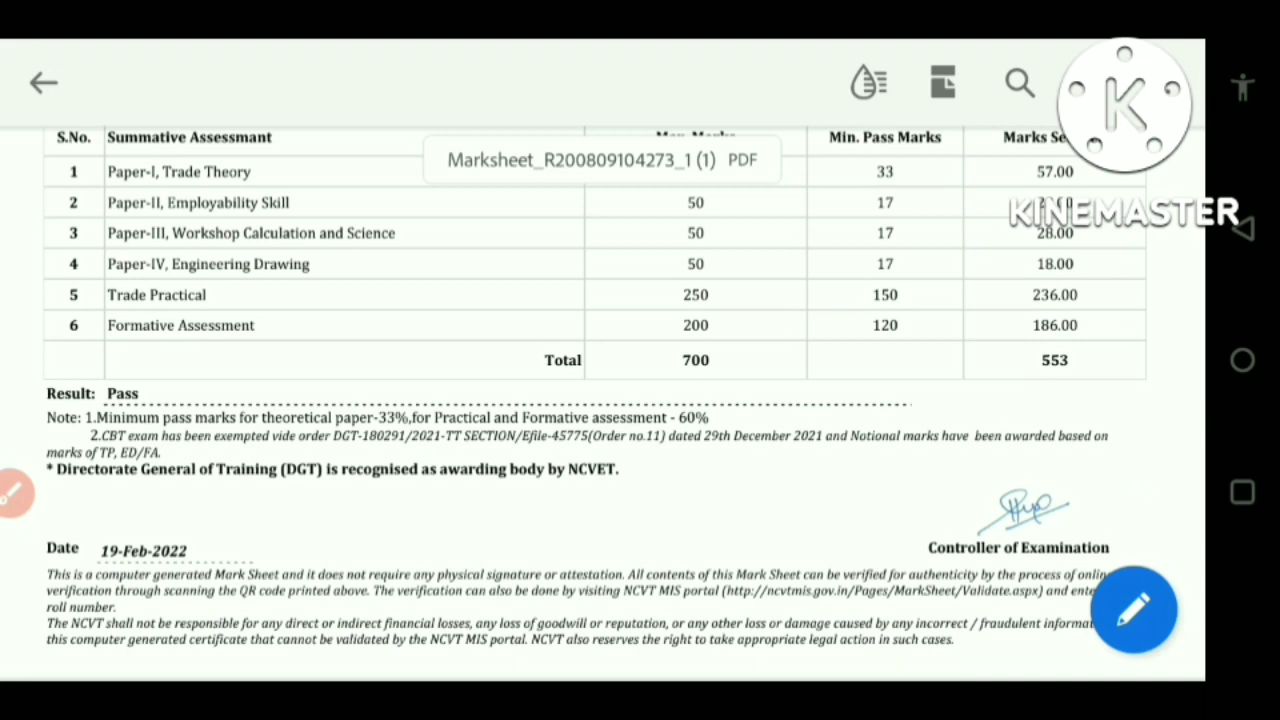 K
KINEMASTER
Marksheet_R200809104273_1 (1) PDF
S.No. Summative Assessmant Min. Pass Marks Marks
1 Paper-I, Trade Theory 33 57.00
2 Paper-II, Employability Skill 50 17
3 Paper-III, Workshop Calculation and Science 50 17 28.00
4 Paper-IV, Engineering Drawing 50 17 18.00
5 Trade Practical 250 150 236.00
6 Formative Assessment 200 120 186.00
Total 700 553
Result: Pass
Note: 1.Minimum pass marks for theoretical paper-33%,for Practical and Formative assessment - 60%
2.CBT exam has been exempted vide order DGT-180291/2021-TT SECTION/Efile-45775(Order no.11) dated 29th December 2021 and Notional marks have been awarded based on
marks of TP, ED/FA.
* Directorate General of Training (DGT) is recognised as awarding body by NCVET.
Date 19-Feb-2022
Controller of Examination
This is a computer generated Mark Sheet and it does not require any physical signature or attestation. All contents of this Mark Sheet can be verified for authenticity by the process of onlin
verification through scanning the QR code printed above. The verification can also be done by visiting NCVT MIS portal (http://ncvtmis.gov.in/Pages/MarkSheet/Validate.aspx) and ente
roll number.
The NCVT shall not be responsible for any direct or indirect financial losses, any loss of goodwill or reputation, or any other loss or damage caused by any incorrect / fraudulent informa
this computer generated certificate that cannot be validated by the NCVT MIS portal. NCVT also reserves the right to take appropriate legal action in such cases.